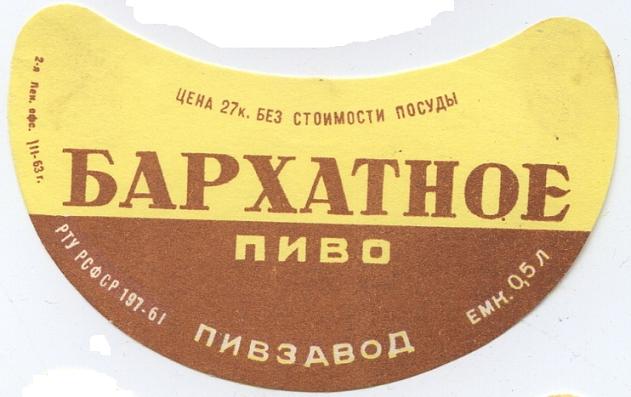 2-я Лен. офс. III-63 г.
ЦЕНА 27к. БЕЗ СТОИМОСТИ ПОСУДЫ
БАРХАТНОЕ
ПИВО
РТУ РСФСР 197-61
ПИВЗАВОД
ЕМК. 0,5 л